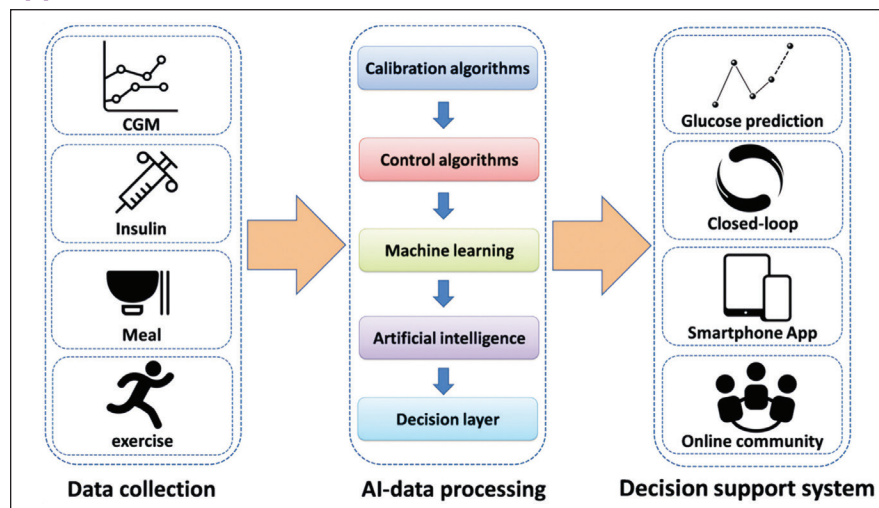 CGM
Insulin
Meal
exercise
Data collection
Calibration algorithms
Control algorithms
Machine learning
Artificial intelligence
Decision layer
AI-data processing
Glucose prediction
Closed-loop
Smartphone App
Online community
Decision support system